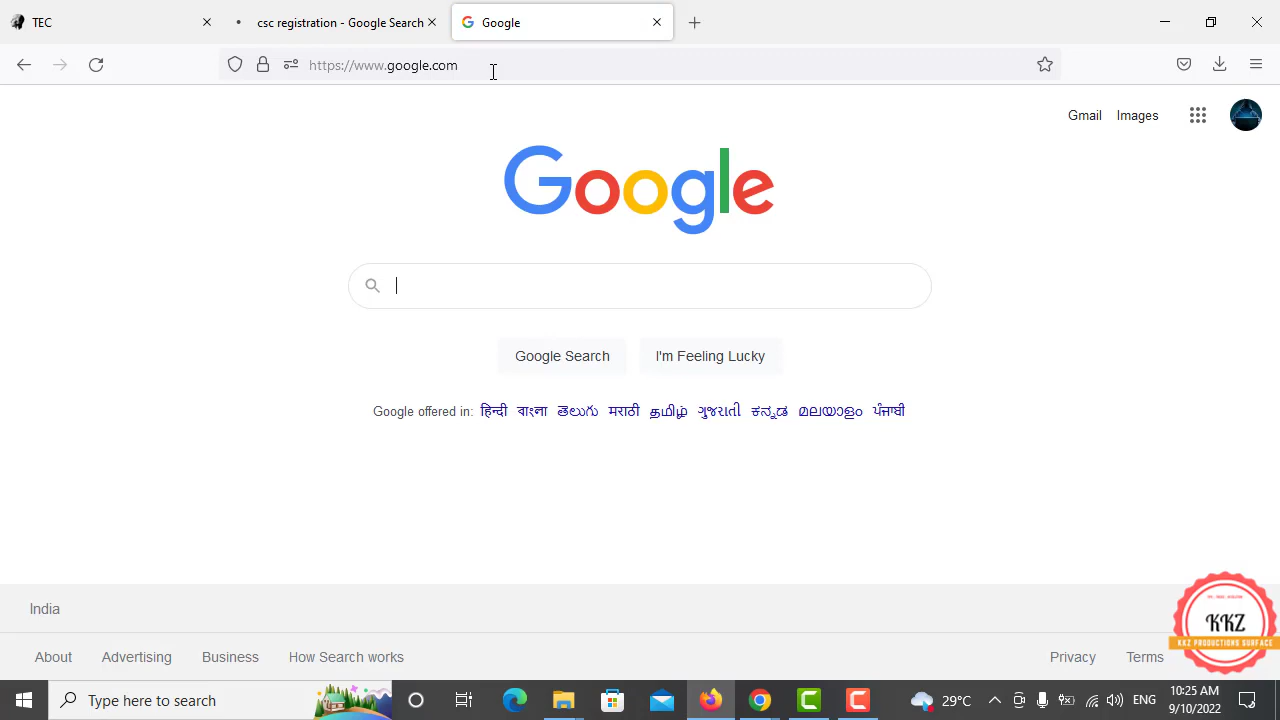 TEC
csc registration - Google Search
Google
https://www.google.com
Gmail Images
Google
Google Search
I'm Feeling Lucky
Google offered in: हिन्दी বাংলা తెలుగు मराठी தமிழ் ગુજરાતી ಕನ್ನಡ മലയാളം ਪੰਜਾਬੀ
India
KKZ
KKZ PRODUCTIONS SURFACE
About Advertising Business How Search works
Privacy Terms
Type here to search
29°C
ENG
10:25 AM
9/10/2022